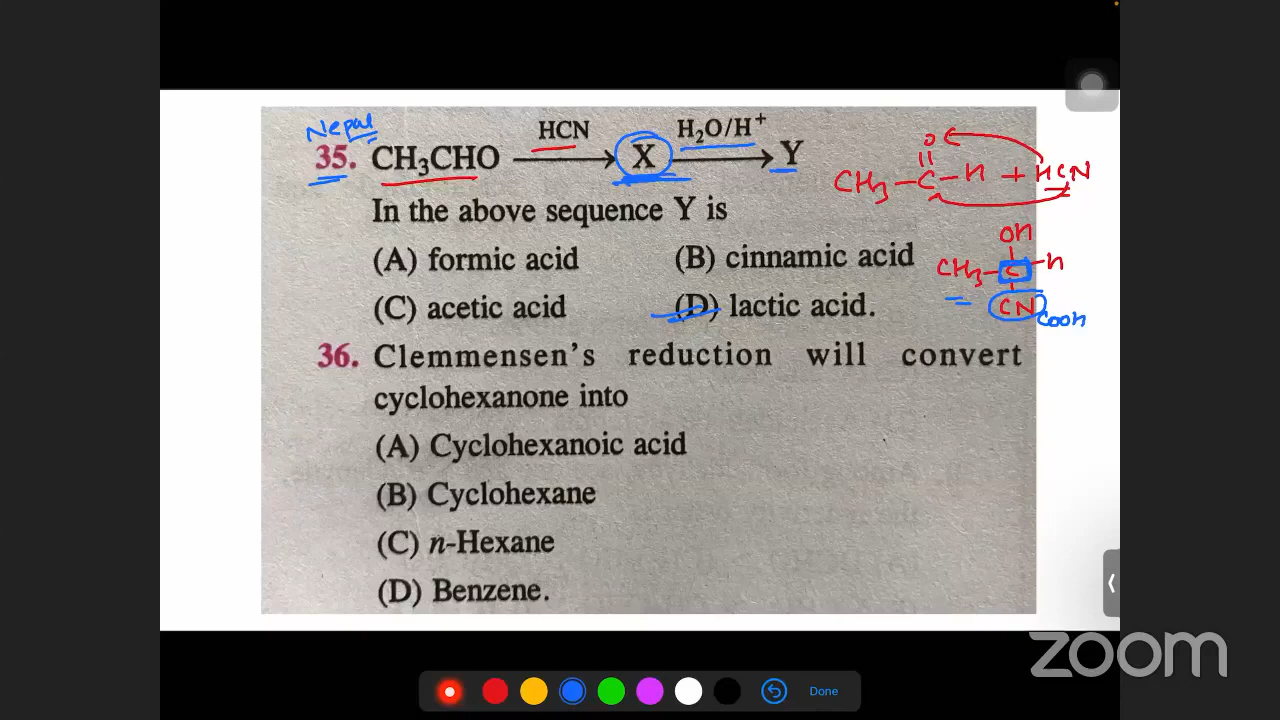 Nepal
35. CH₃CHO —HCN→ X —H₂O/H⁺→ Y
In the above sequence Y is
(A) formic acid (B) cinnamic acid
(C) acetic acid (D) lactic acid.
36. Clemmensen's reduction will convert
cyclohexanone into
(A) Cyclohexanoic acid
(B) Cyclohexane
(C) n-Hexane
(D) Benzene.
O
CH₃–C–H + HCN
OH
CH₃–C–H
CN
COOH
zoom
Done